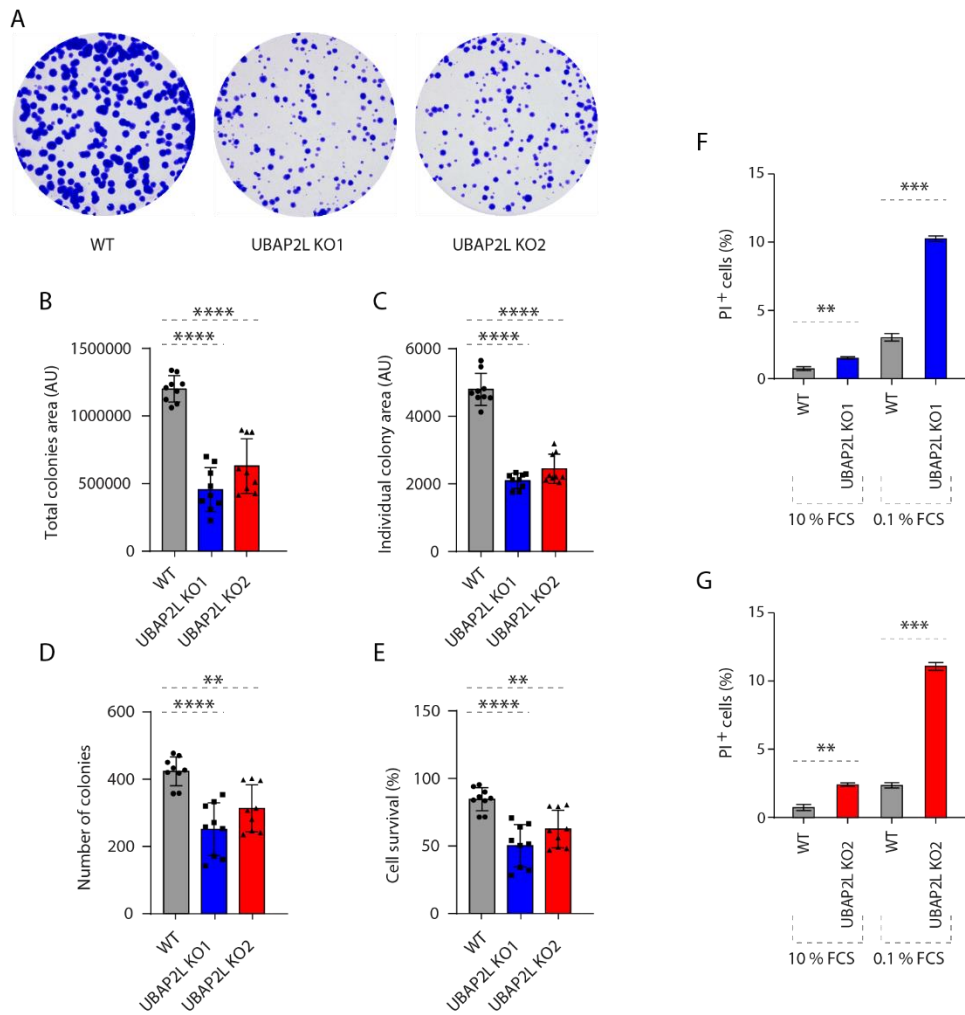 A
WT
UBAP2L KO1
UBAP2L KO2
B
****
****
Total colonies area (AU)
1500000
1000000
500000
0
WT
UBAP2L KO1
UBAP2L KO2
C
****
****
Individual colony area (AU)
6000
4000
2000
0
WT
UBAP2L KO1
UBAP2L KO2
D
**
****
Number of colonies
600
400
200
0
WT
UBAP2L KO1
UBAP2L KO2
E
**
****
Cell survival (%)
150
100
50
0
WT
UBAP2L KO1
UBAP2L KO2
F
PI+ cells (%)
15
10
5
0
**
***
WT
UBAP2L KO1
WT
UBAP2L KO1
10 % FCS
0.1 % FCS
G
PI+ cells (%)
15
10
5
0
**
***
WT
UBAP2L KO2
WT
UBAP2L KO2
10 % FCS
0.1 % FCS